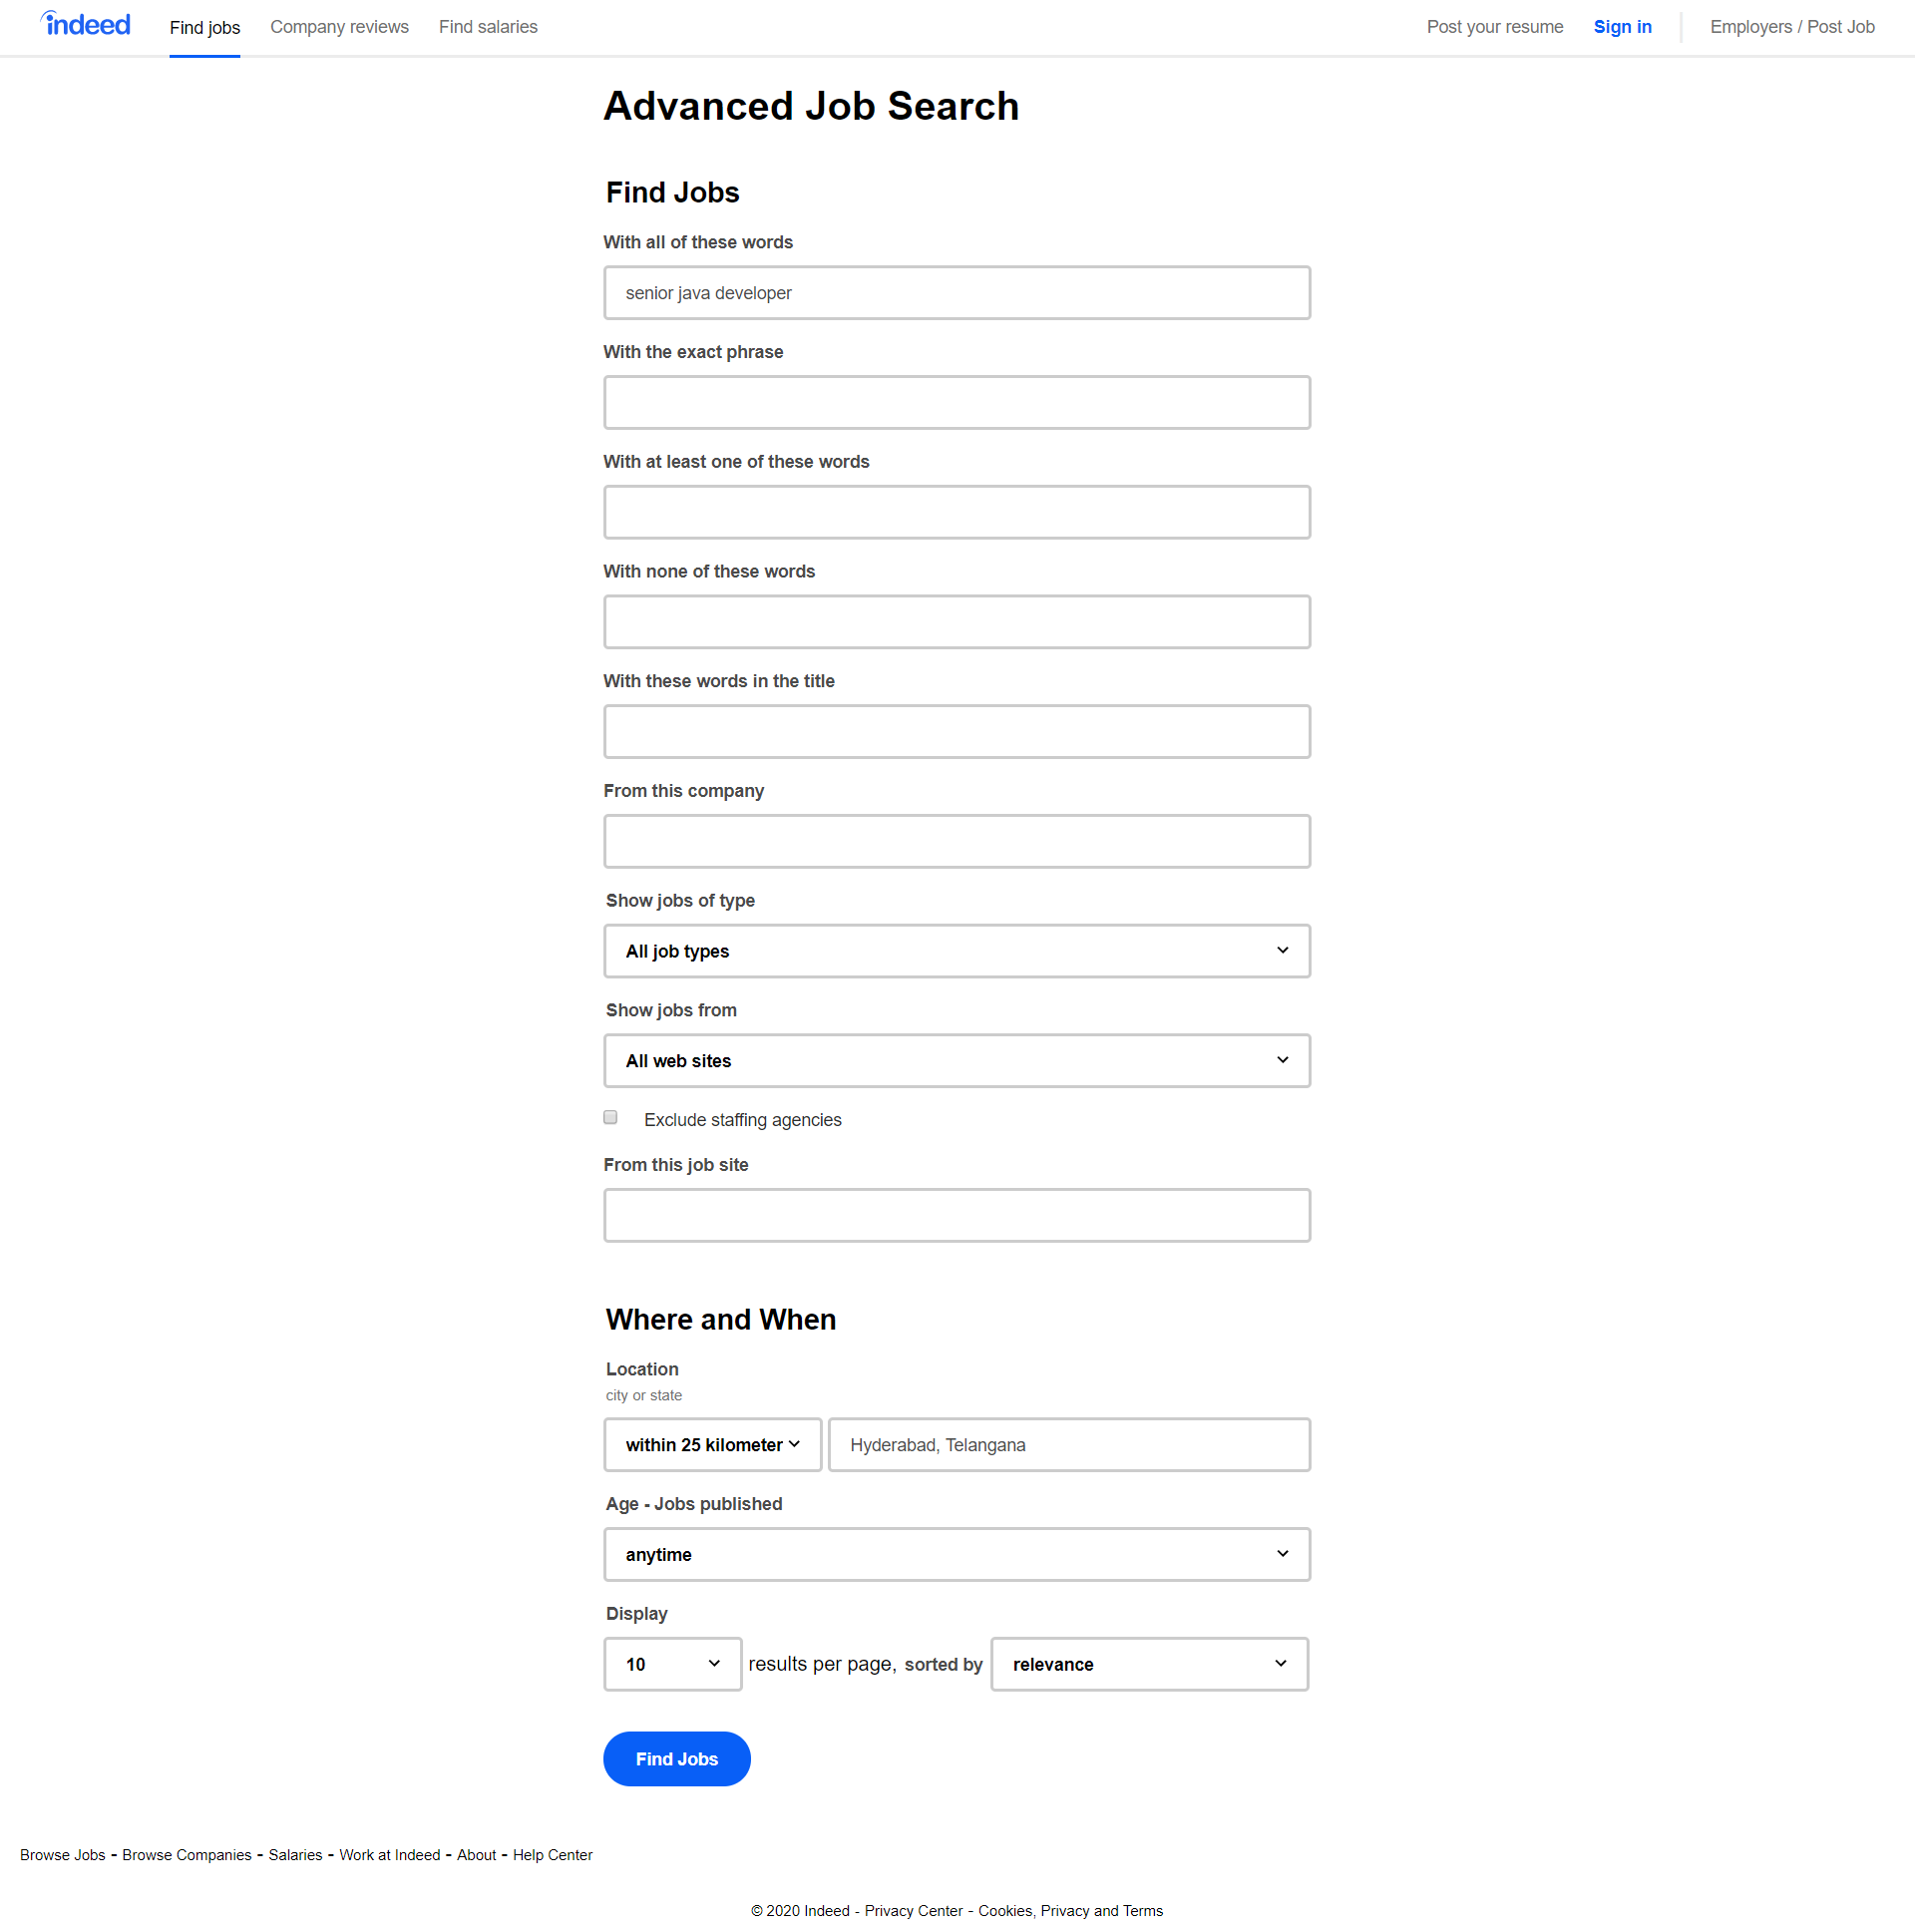 indeed Find jobs Company reviews Find salaries Post your resume Sign in Employers / Post Job
Advanced Job Search
Find Jobs
With all of these words
senior java developer
With the exact phrase
With at least one of these words
With none of these words
With these words in the title
From this company
Show jobs of type
All job types
Show jobs from
All web sites
Exclude staffing agencies
From this job site
Where and When
Location
city or state
within 25 kilometer Hyderabad, Telangana
Age - Jobs published
anytime
Display
10 results per page, sorted by relevance
Find Jobs
Browse Jobs - Browse Companies - Salaries - Work at Indeed - About - Help Center
© 2020 Indeed - Privacy Center - Cookies, Privacy and Terms